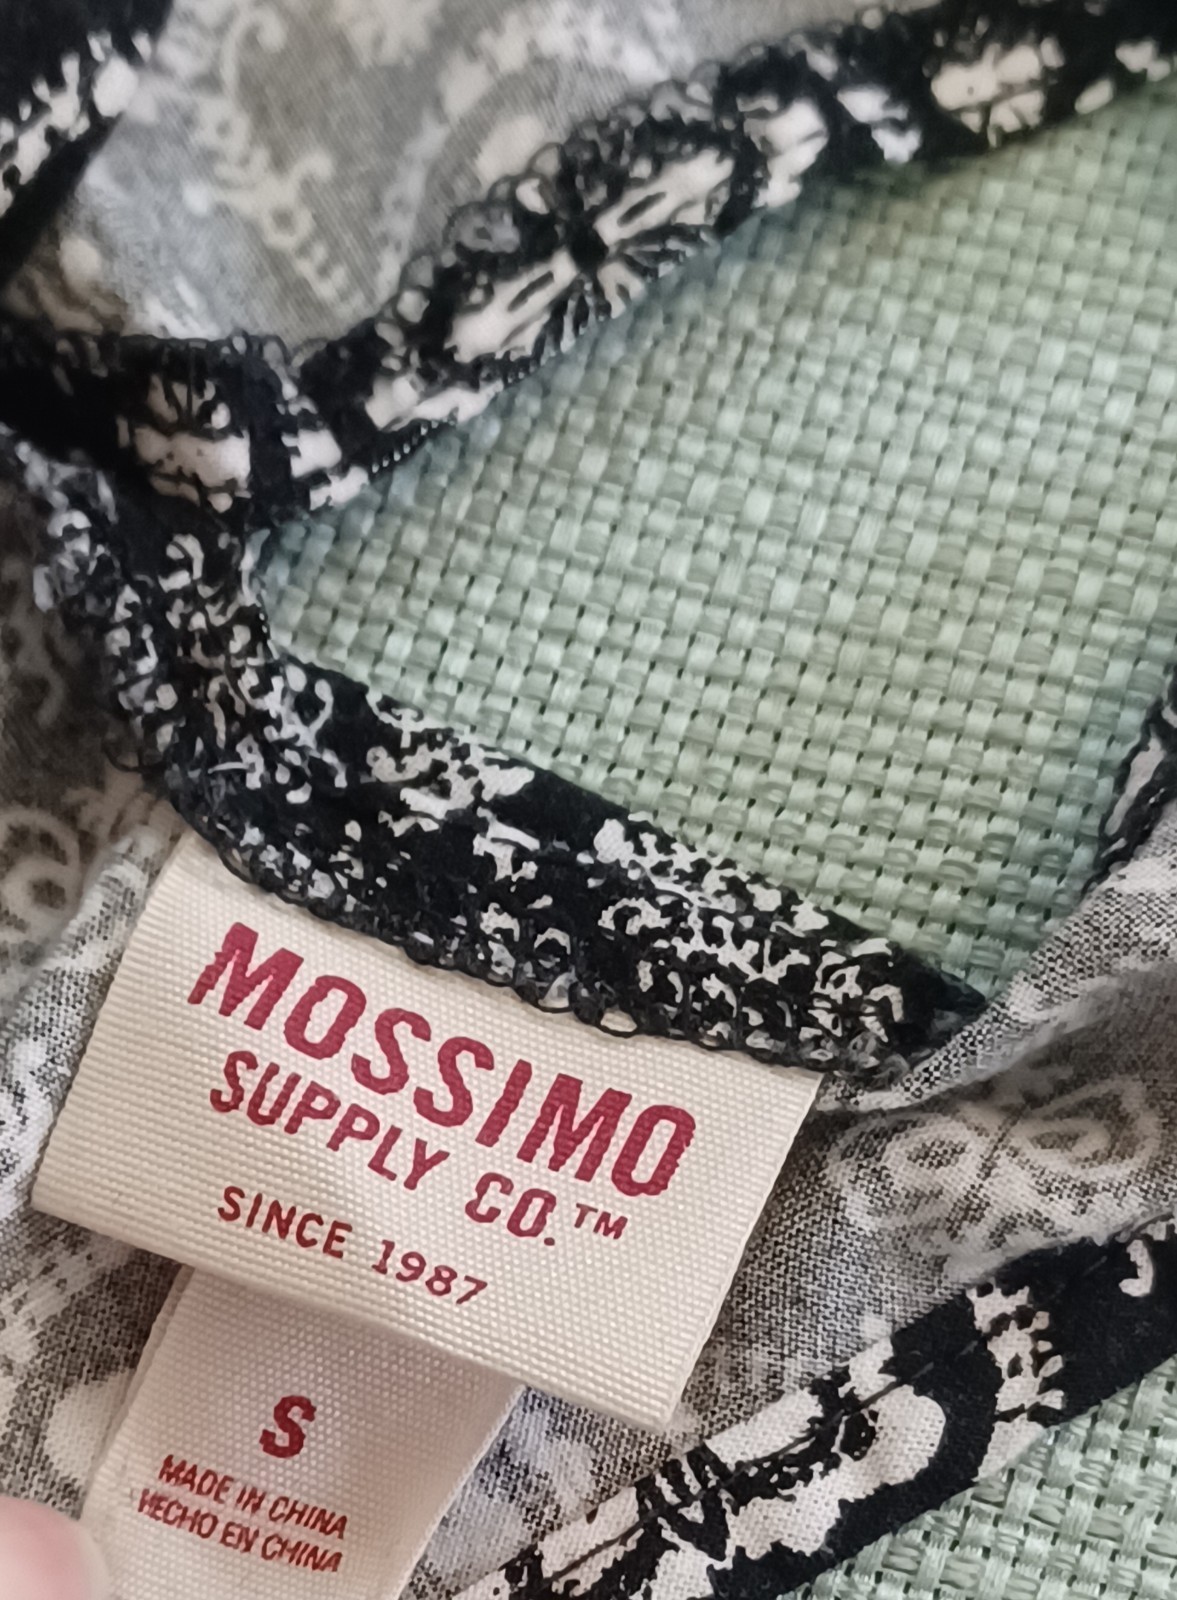 MOSSIMO
SUPPLY CO.™
SINCE 1987
S
MADE IN CHINA
HECHO EN CHINA